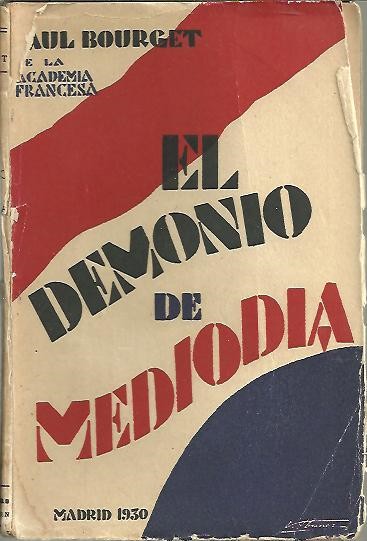 AUL BOURGET
E LA
ACADEMIA
FRANCESA
EL
DEMONIO
DE
MEDIODIA
MADRID 1930